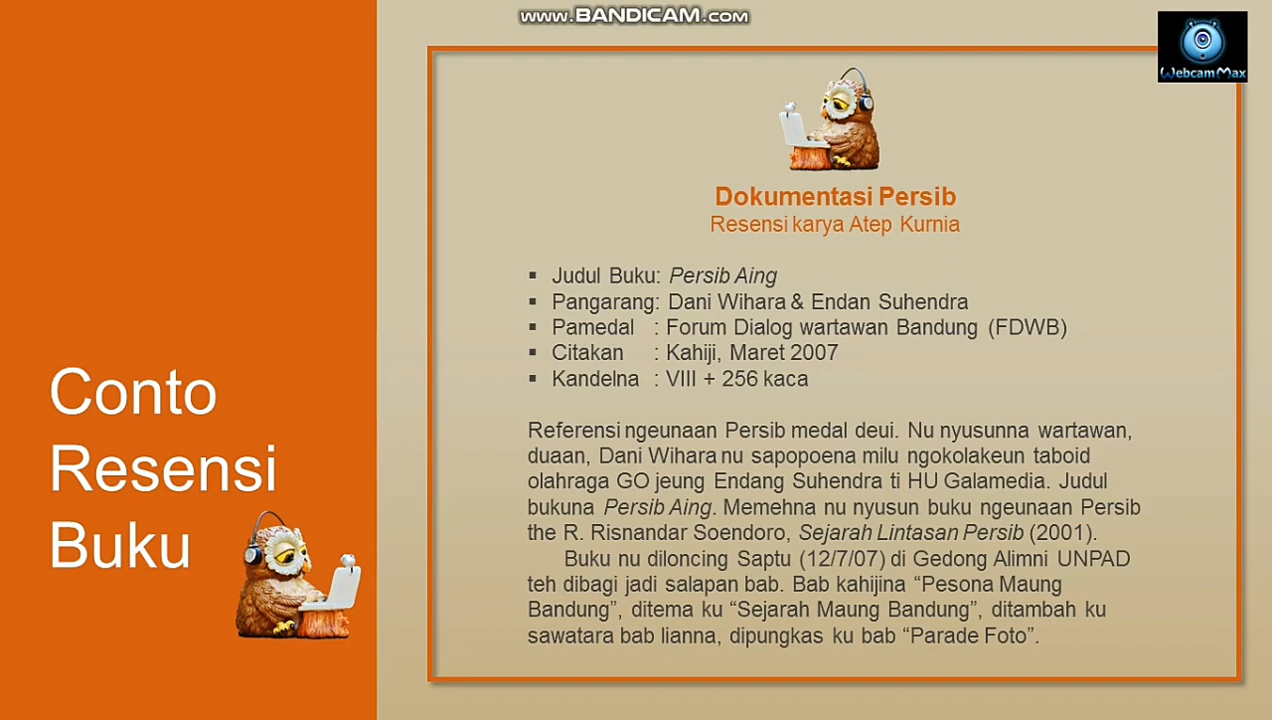 www.BANDICAM.com
WebcamMax
Dokumentasi Persib
Resensi karya Atep Kurnia
▪ Judul Buku: Persib Aing
▪ Pangarang: Dani Wihara & Endan Suhendra
▪ Pamedal : Forum Dialog wartawan Bandung (FDWB)
▪ Citakan : Kahiji, Maret 2007
▪ Kandelna : VIII + 256 kaca
Referensi ngeunaan Persib medal deui. Nu nyusunna wartawan,
duaan, Dani Wihara nu sapopoena milu ngokolakeun taboid
olahraga GO jeung Endang Suhendra ti HU Galamedia. Judul
bukuna Persib Aing. Memehna nu nyusun buku ngeunaan Persib
the R. Risnandar Soendoro, Sejarah Lintasan Persib (2001).
Buku nu diloncing Saptu (12/7/07) di Gedong Alimni UNPAD
teh dibagi jadi salapan bab. Bab kahijina “Pesona Maung
Bandung”, ditema ku “Sejarah Maung Bandung”, ditambah ku
sawatara bab lianna, dipungkas ku bab “Parade Foto”.
Conto
Resensi
Buku